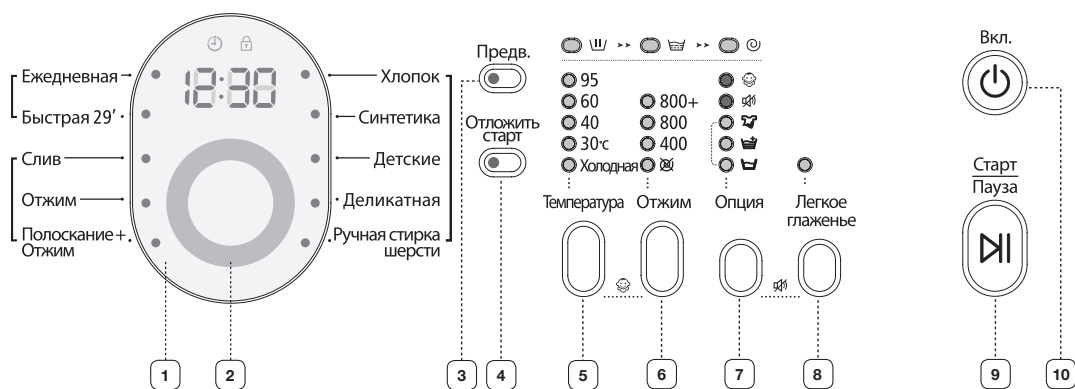 12:30
Ежедневная
Быстрая 29′
Слив
Отжим
Полоскание+
Отжим
Хлопок
Синтетика
Детские
Деликатная
Ручная стирка
шерсти
Предв.
Отложить
старт
95
60
40
30°c
Холодная
800+
800
400
Температура
Отжим
Опция
Легкое
глаженье
Вкл.
Старт
Пауза
1
2
3
4
5
6
7
8
9
10